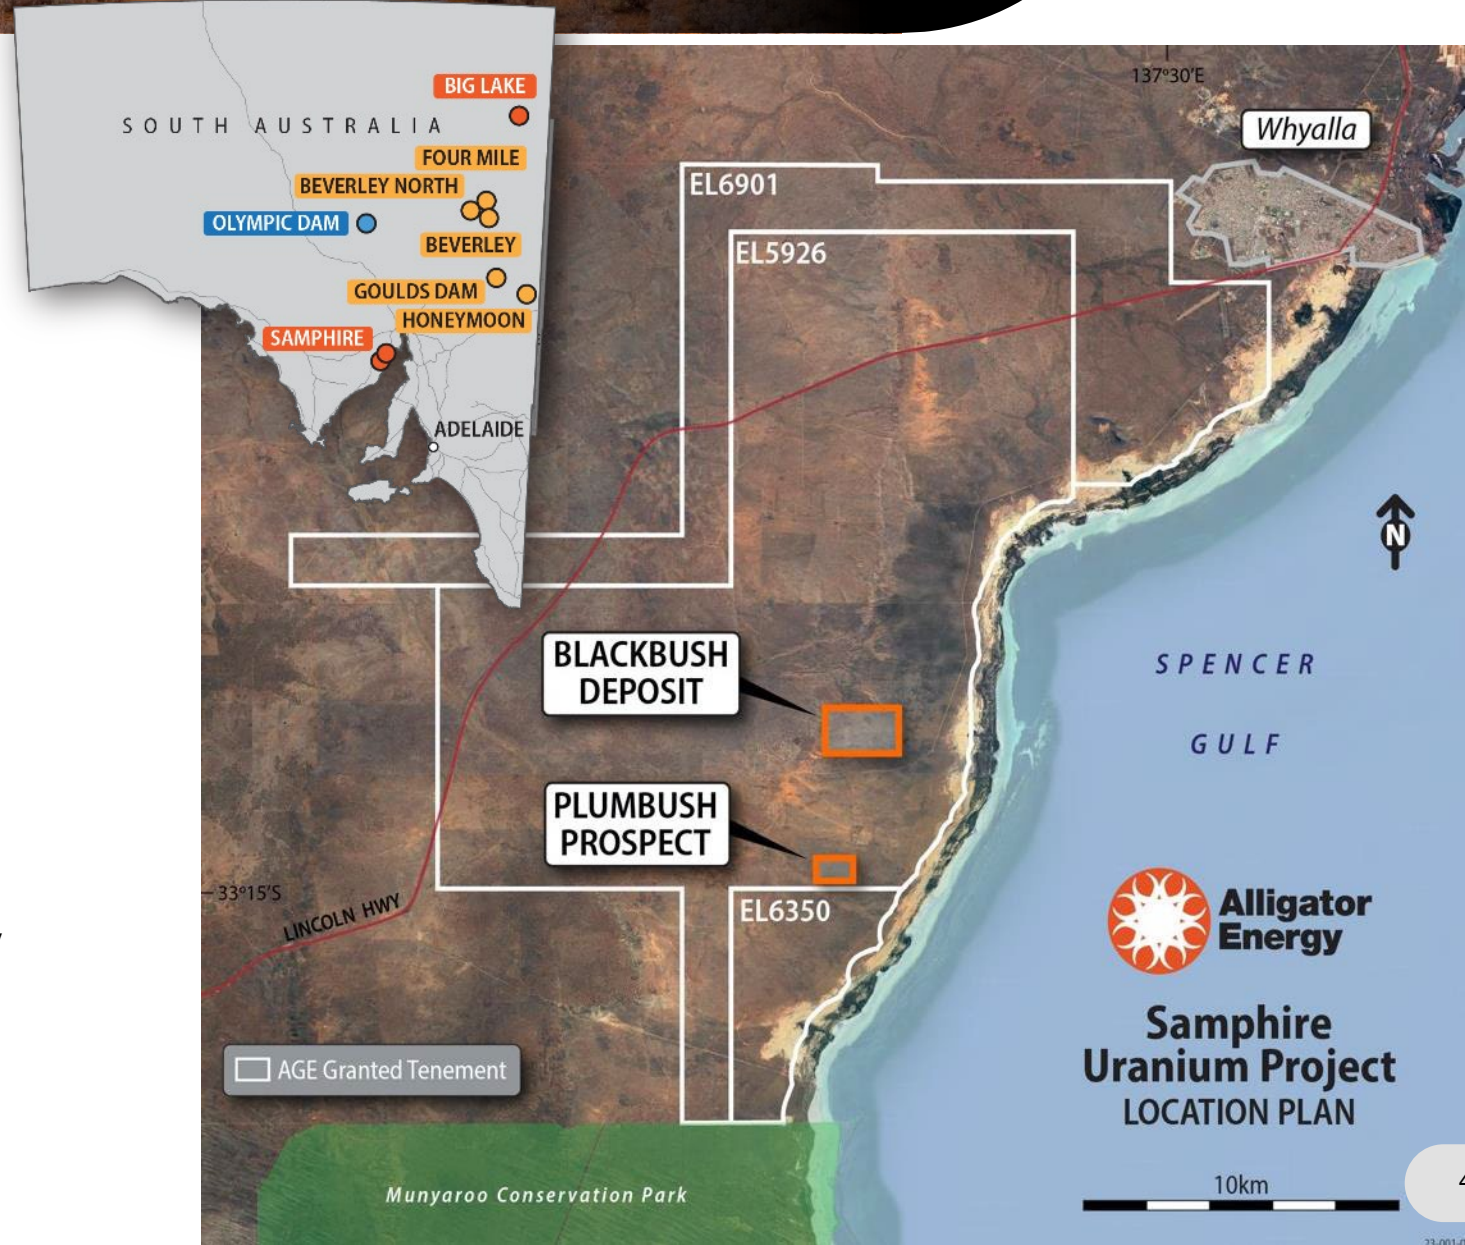 BIG LAKE
SOUTH AUSTRALIA
FOUR MILE
BEVERLEY NORTH
OLYMPIC DAM
BEVERLEY
GOULDS DAM
HONEYMOON
SAMPHIRE
ADELAIDE
137°30'E
Whyalla
EL6901
EL5926
N
BLACKBUSH
DEPOSIT
SPENCER
GULF
PLUMBUSH
PROSPECT
33°15'S
LINCOLN HWY
EL6350
Alligator
Energy
Samphire
Uranium Project
LOCATION PLAN
AGE Granted Tenement
Munyaroo Conservation Park
10km